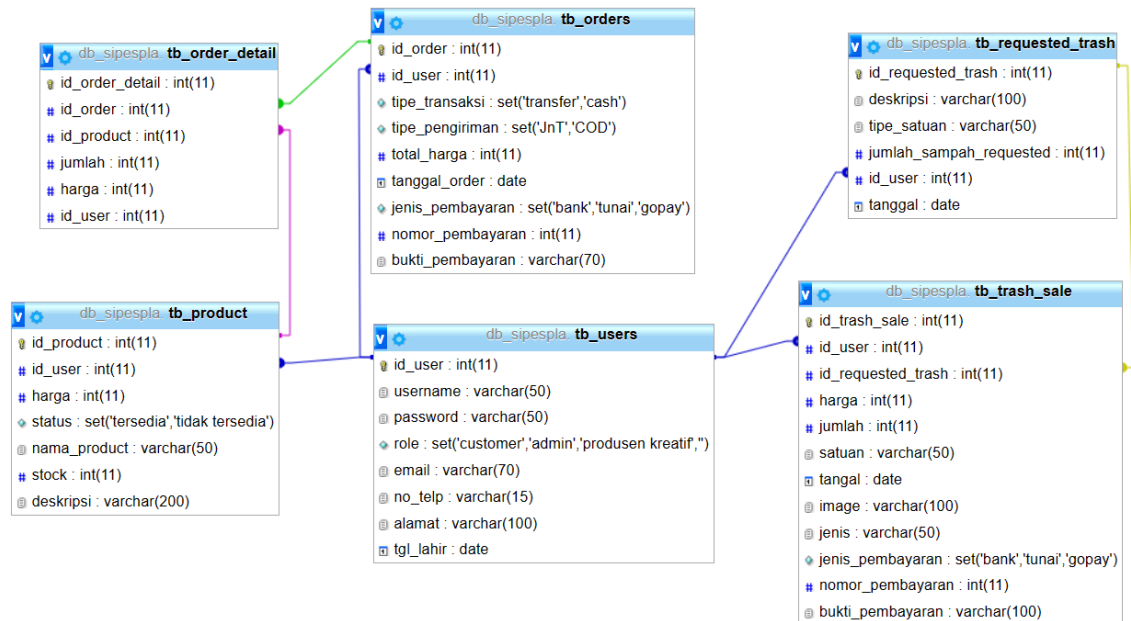 db_sipespla. tb_order_detail
id_order_detail : int(11)
id_order : int(11)
id_product : int(11)
jumlah : int(11)
harga : int(11)
id_user : int(11)
db_sipespla. tb_orders
id_order : int(11)
id_user : int(11)
tipe_transaksi : set('transfer','cash')
tipe_pengiriman : set('JnT','COD')
total_harga : int(11)
tanggal_order : date
jenis_pembayaran : set('bank','tunai','gopay')
nomor_pembayaran : int(11)
bukti_pembayaran : varchar(70)
db_sipespla. tb_requested_trash
id_requested_trash : int(11)
deskripsi : varchar(100)
tipe_satuan : varchar(50)
jumlah_sampah_requested : int(11)
id_user : int(11)
tanggal : date
db_sipespla. tb_product
id_product : int(11)
id_user : int(11)
harga : int(11)
status : set('tersedia','tidak tersedia')
nama_product : varchar(50)
stock : int(11)
deskripsi : varchar(200)
db_sipespla. tb_users
id_user : int(11)
username : varchar(50)
password : varchar(50)
role : set('customer','admin','produsen kreatif','')
email : varchar(70)
no_telp : varchar(15)
alamat : varchar(100)
tgl_lahir : date
db_sipespla. tb_trash_sale
id_trash_sale : int(11)
id_user : int(11)
id_requested_trash : int(11)
harga : int(11)
jumlah : int(11)
satuan : varchar(50)
tangal : date
image : varchar(100)
jenis : varchar(50)
jenis_pembayaran : set('bank','tunai','gopay')
nomor_pembayaran : int(11)
bukti_pembayaran : varchar(100)